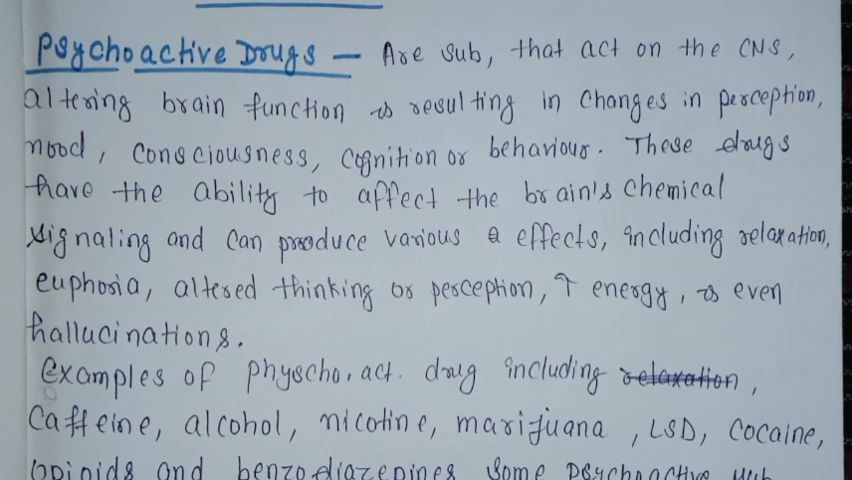 Psychoactive Drugs — Are sub, that act on the CNS,
altering brain function & resulting in changes in perception,
mood, consciousness, cognition or behaviour. These drugs
have the ability to affect the brain's chemical
signaling and can produce various effects, including relaxation,
euphoria, altered thinking or perception, ↑ energy, & even
hallucinations.
Examples of physcho. act. drug including relaxation,
Caffeine, alcohol, nicotine, marijuana, LSD, cocaine,
opioids and benzodiazepines some psychoactive sub